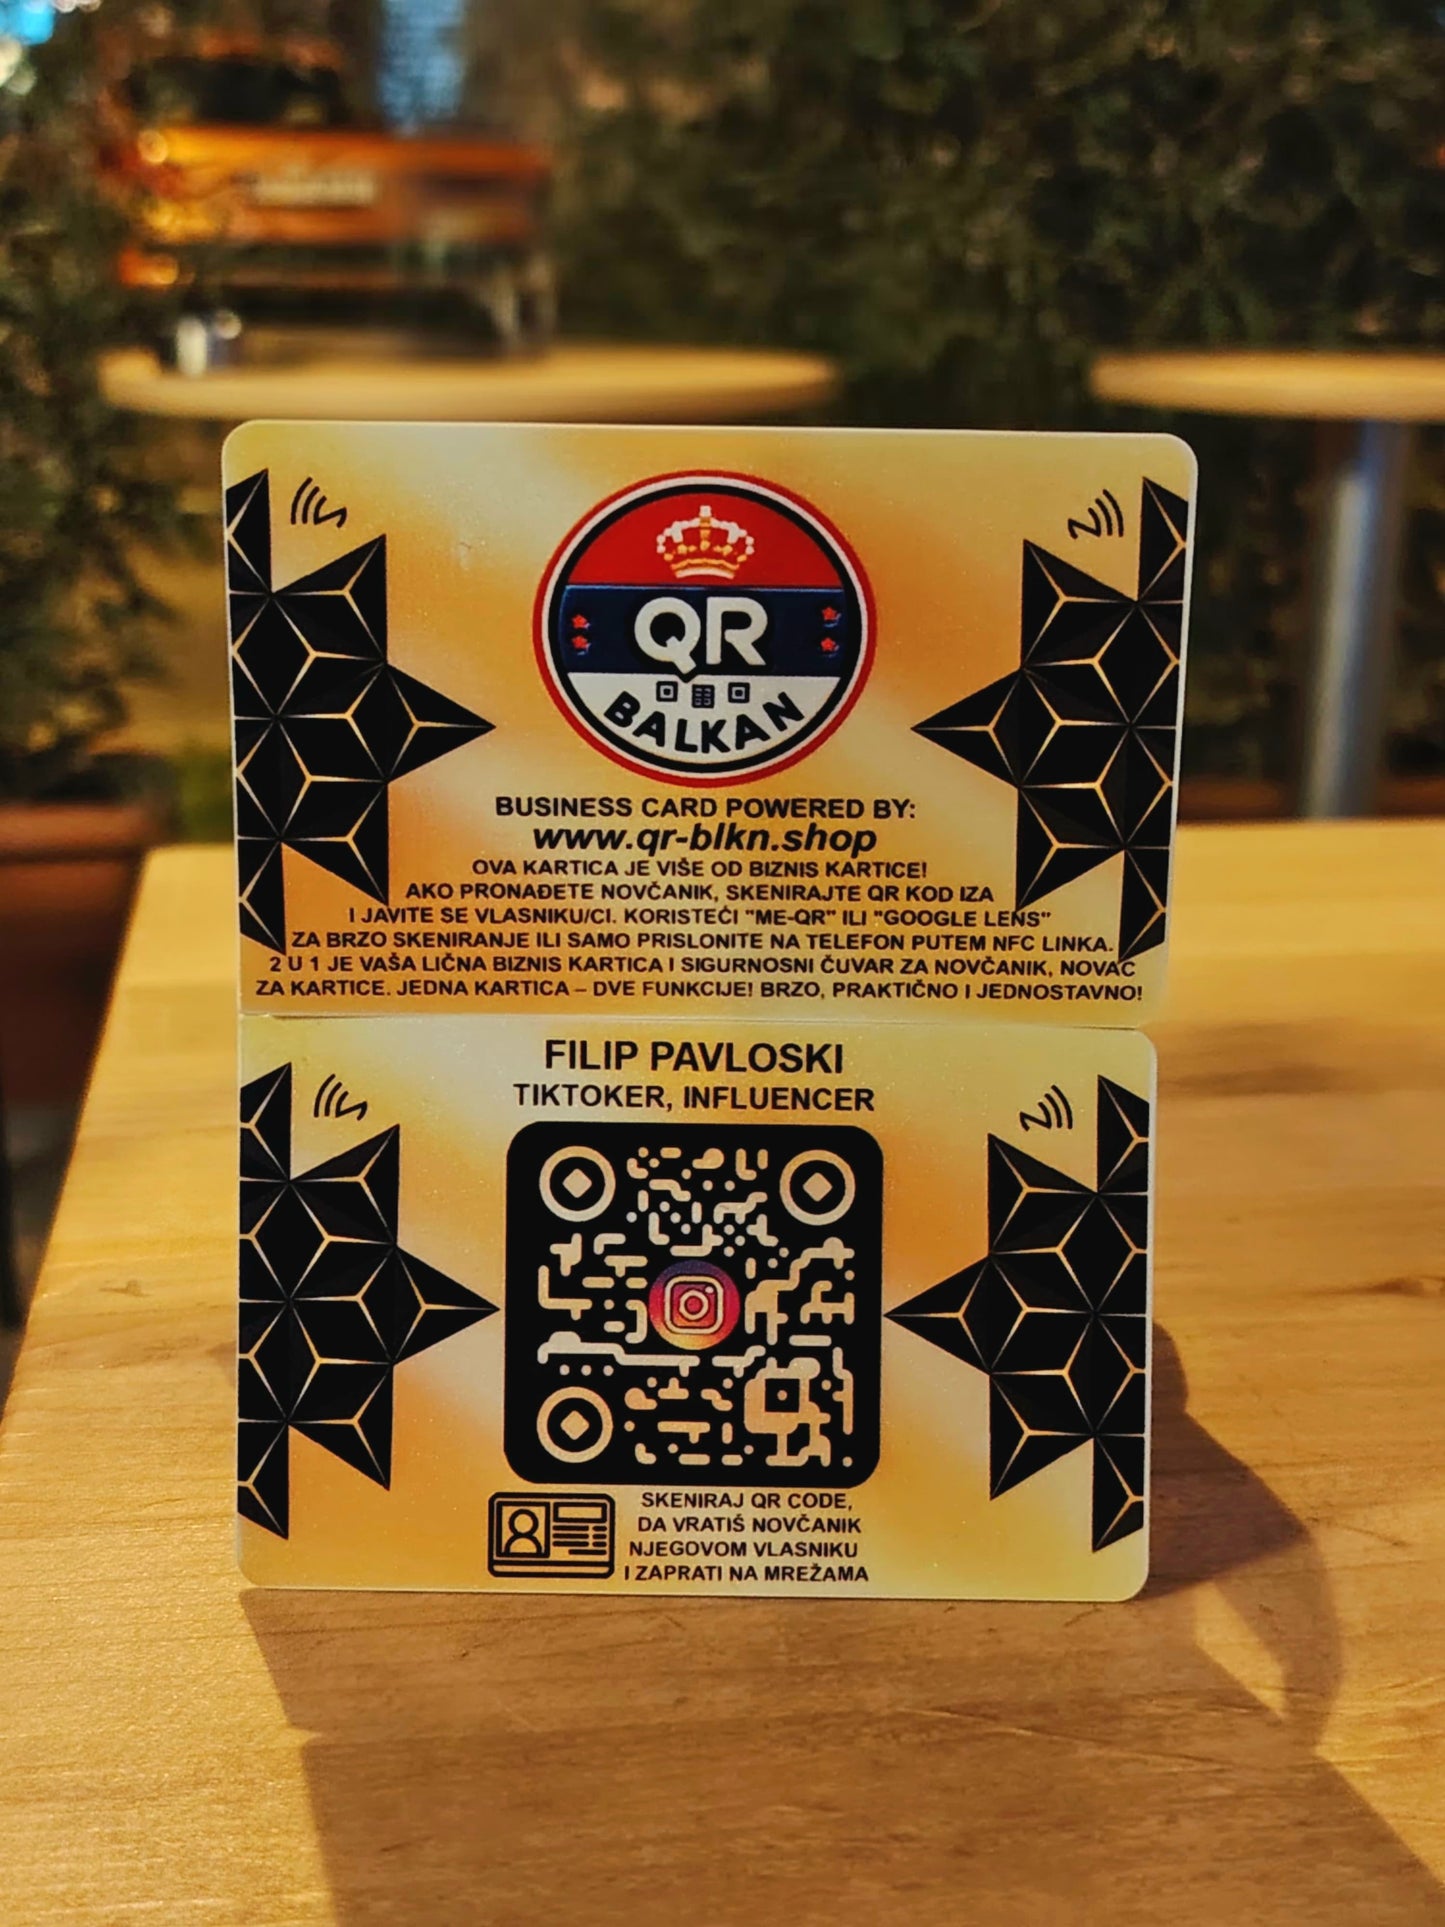 QR
BALKAN
BUSINESS CARD POWERED BY:
www.qr-blkn.shop
OVA KARTICA JE VIŠE OD BIZNIS KARTICE!
AKO PRONAĐETE NOVČANIK, SKENIRAJTE QR KOD IZA
I JAVITE SE VLASNIKU/CI. KORISTEĆI "ME-QR" ILI "GOOGLE LENS"
ZA BRZO SKENIRANJE ILI SAMO PRISLONITE NA TELEFON PUTEM NFC LINKA.
2 U 1 JE VAŠA LIČNA BIZNIS KARTICA I SIGURNOSNI ČUVAR ZA NOVČANIK, NOVAC
ZA KARTICE. JEDNA KARTICA – DVE FUNKCIJE! BRZO, PRAKTIČNO I JEDNOSTAVNO!
FILIP PAVLOSKI
TIKTOKER, INFLUENCER
SKENIRAJ QR CODE,
DA VRATIŠ NOVČANIK
NJEGOVOM VLASNIKU
I ZAPRATI NA MREŽAMA